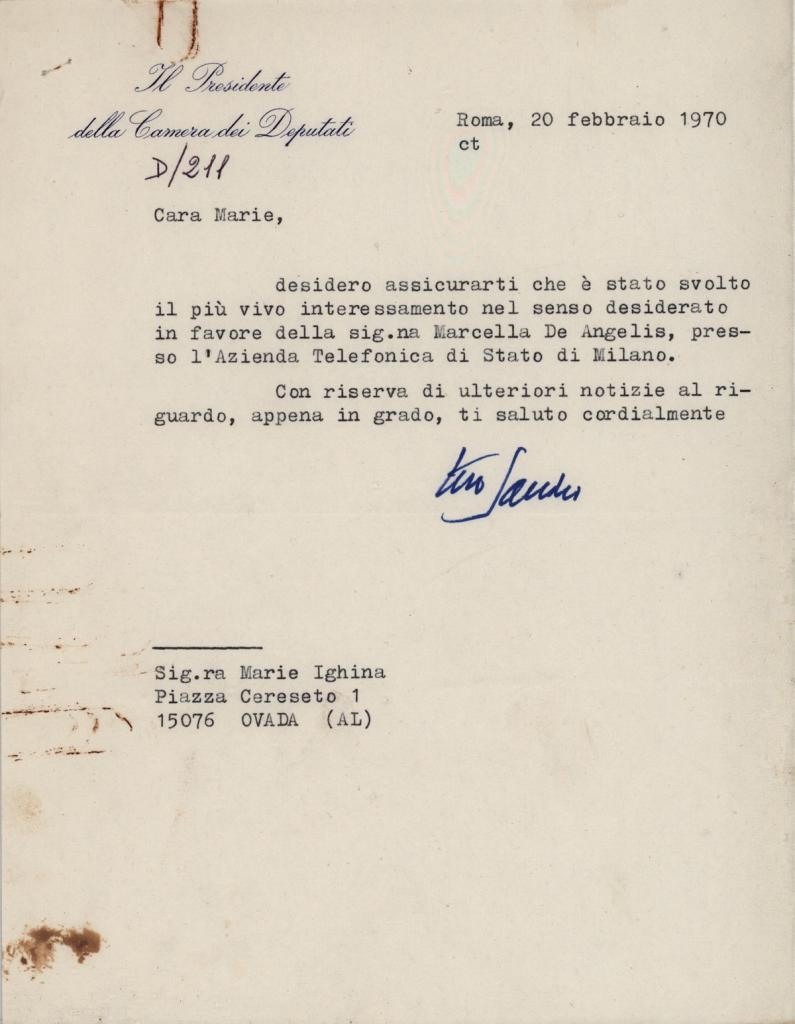 Il Presidente
della Camera dei Deputati
D/211
Roma, 20 febbraio 1970
ct
Cara Marie,
desidero assicurarti che è stato svolto
il più vivo interessamento nel senso desiderato
in favore della sig.na Marcella De Angelis, pres-
so l'Azienda Telefonica di Stato di Milano.
Con riserva di ulteriori notizie al ri-
guardo, appena in grado, ti saluto cordialmente
Sandro
Sig.ra Marie Ighina
Piazza Cereseto 1
15076 OVADA (AL)